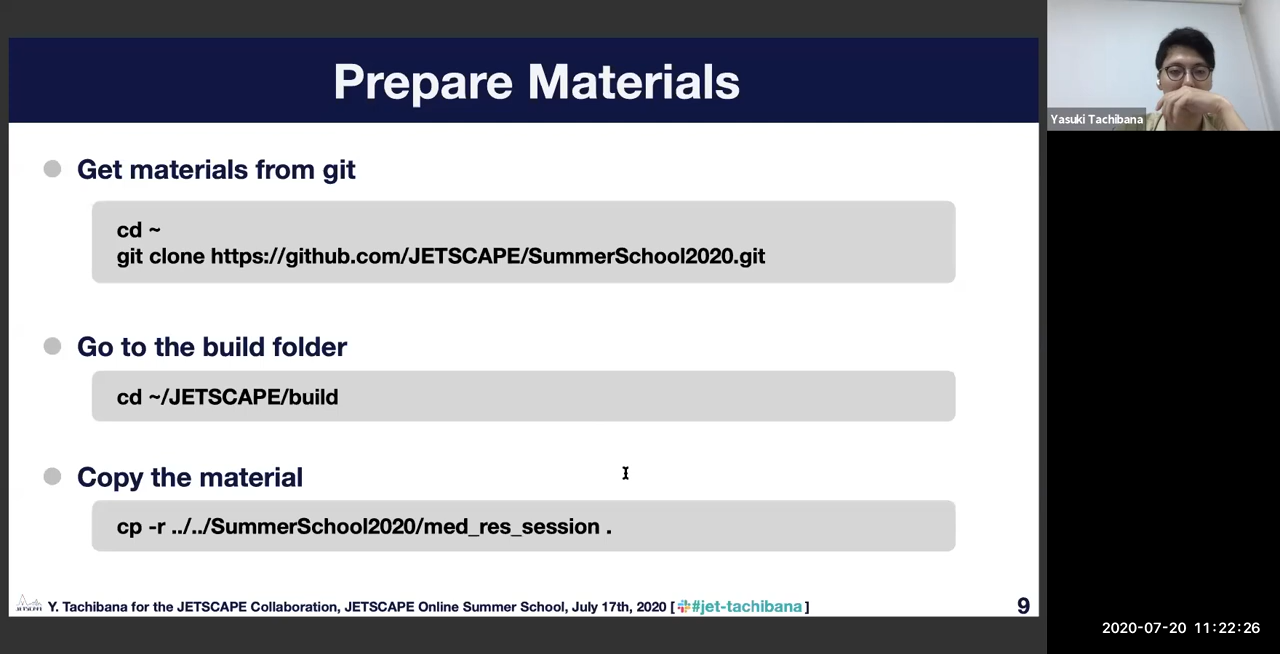 Prepare Materials
Get materials from git
cd ~
git clone https://github.com/JETSCAPE/SummerSchool2020.git
Go to the build folder
cd ~/JETSCAPE/build
Copy the material
cp -r ../../SummerSchool2020/med_res_session .
JETSCAPE Y. Tachibana for the JETSCAPE Collaboration, JETSCAPE Online Summer School, July 17th, 2020 [ #jet-tachibana ]
9
Yasuki Tachibana
2020-07-20 11:22:26